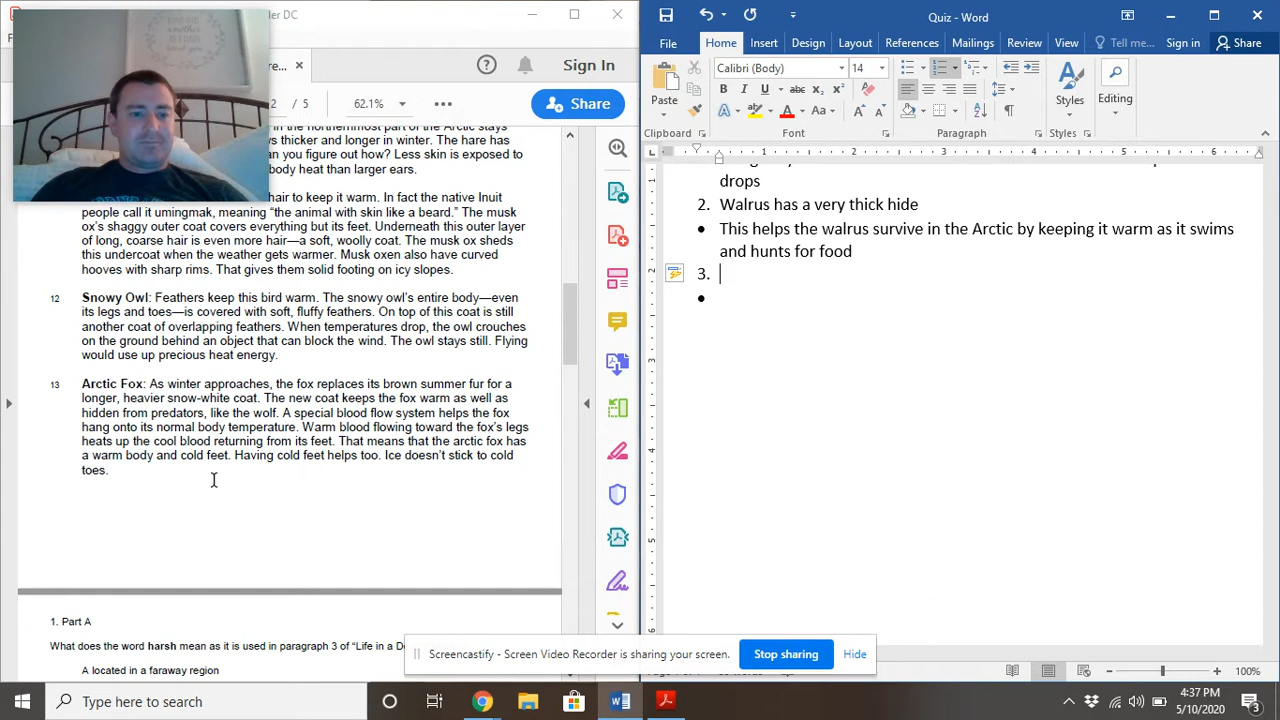 der DC
Quiz - Word
re...
Sign In
File
Home
Insert
Design
Layout
References
Mailings
Review
View
Tell me...
Sign in
Share
2 / 5
62.1%
Share
Paste
Calibri (Body)
14
Styles
Editing
Clipboard
Font
Paragraph
Styles
in the northernmost part of the Arctic stays
s thicker and longer in winter. The hare has
an you figure out how? Less skin is exposed to
body heat than larger ears.
hair to keep it warm. In fact the native Inuit
people call it umingmak, meaning “the animal with skin like a beard.” The musk
ox’s shaggy outer coat covers everything but its feet. Underneath this outer layer
of long, coarse hair is even more hair—a soft, woolly coat. The musk ox sheds
this undercoat when the weather gets warmer. Musk oxen also have curved
hooves with sharp rims. That gives them solid footing on icy slopes.
12 Snowy Owl: Feathers keep this bird warm. The snowy owl’s entire body—even
its legs and toes—is covered with soft, fluffy feathers. On top of this coat is still
another coat of overlapping feathers. When temperatures drop, the owl crouches
on the ground behind an object that can block the wind. The owl stays still. Flying
would use up precious heat energy.
13 Arctic Fox: As winter approaches, the fox replaces its brown summer fur for a
longer, heavier snow-white coat. The new coat keeps the fox warm as well as
hidden from predators, like the wolf. A special blood flow system helps the fox
hang onto its normal body temperature. Warm blood flowing toward the fox’s legs
heats up the cool blood returning from its feet. That means that the arctic fox has
a warm body and cold feet. Having cold feet helps too. Ice doesn’t stick to cold
toes.
1. Part A
What does the word harsh mean as it is used in paragraph 3 of “Life in a D
A located in a faraway region
drops
2. Walrus has a very thick hide
• This helps the walrus survive in the Arctic by keeping it warm as it swims
and hunts for food
3.
•
Screencastify - Screen Video Recorder is sharing your screen.
Stop sharing
Hide
100%
Type here to search
4:37 PM
5/10/2020
3